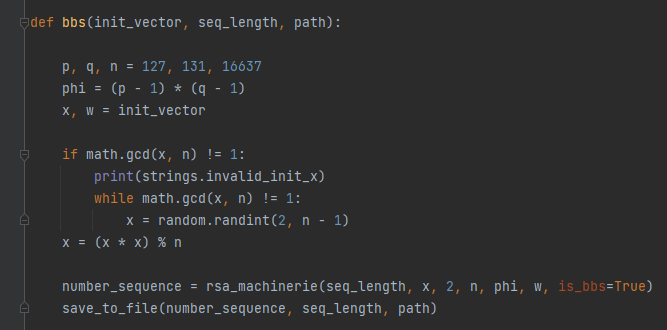 def bbs(init_vector, seq_length, path):
p, q, n = 127, 131, 16637
phi = (p - 1) * (q - 1)
x, w = init_vector
if math.gcd(x, n) != 1:
print(strings.invalid_init_x)
while math.gcd(x, n) != 1:
x = random.randint(2, n - 1)
x = (x * x) % n
number_sequence = rsa_machinerie(seq_length, x, 2, n, phi, w, is_bbs=True)
save_to_file(number_sequence, seq_length, path)